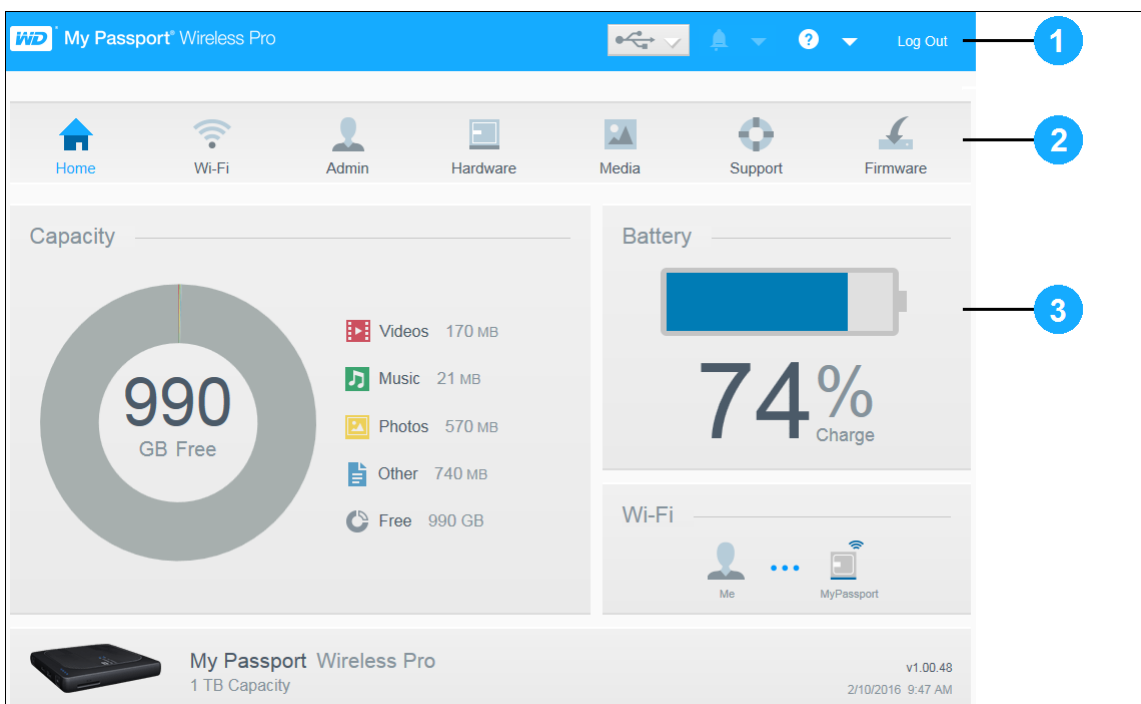 WD My Passport® Wireless Pro
? Log Out 1
Home Wi-Fi Admin Hardware Media Support Firmware 2
Capacity
990
GB Free
Videos 170 MB
Music 21 MB
Photos 570 MB
Other 740 MB
Free 990 GB
Battery
3
74%
Charge
Wi-Fi
Me MyPassport
My Passport Wireless Pro
1 TB Capacity
v1.00.48
2/10/2016 9:47 AM